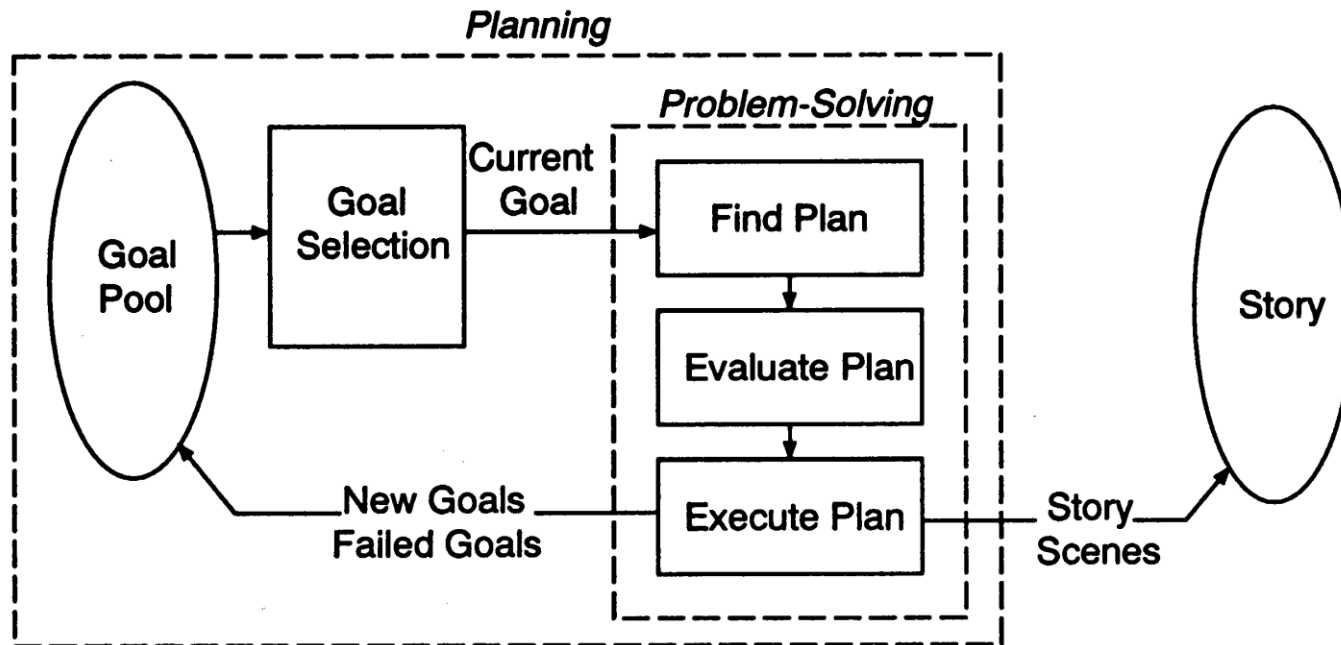 Planning
Problem-Solving
Goal
Pool
Goal
Selection
Current
Goal
Find Plan
Evaluate Plan
Execute Plan
New Goals
Failed Goals
Story
Scenes
Story